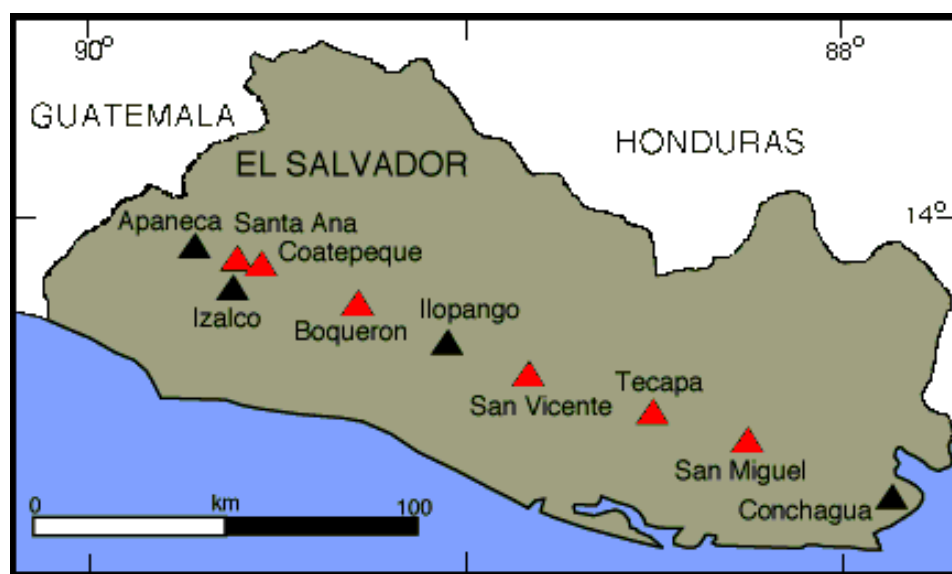 90°
88°
GUATEMALA
HONDURAS
EL SALVADOR
14°
Apaneca
Santa Ana
Coatepeque
Izalco
Boqueron
Ilopango
San Vicente
Tecapa
San Miguel
Conchagua
0 km 100